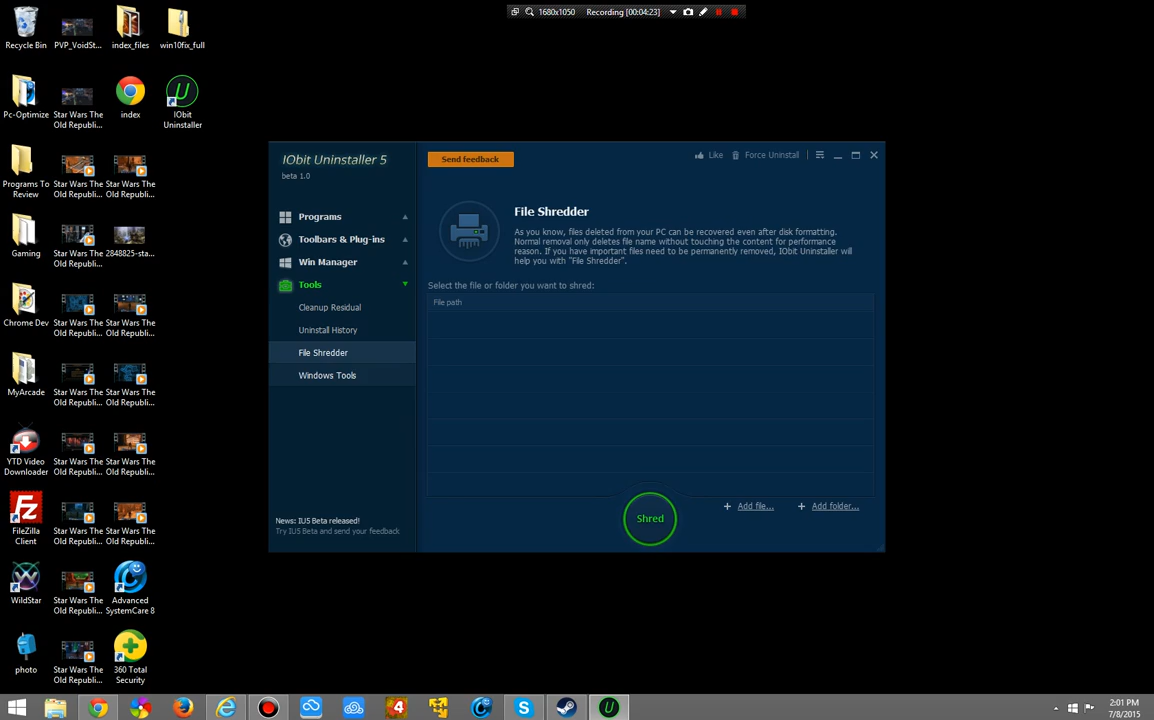 1680x1050 Recording [00:04:23]
Recycle Bin
PVP_VoidSt...
index_files
win10fix_full
Pc-Optimize
Star Wars The
Old Republi...
index
IObit
Uninstaller
Programs To
Review
Star Wars The
Old Republi...
Star Wars The
Old Republi...
Gaming
Star Wars The
Old Republi...
2848825-sta...
Chrome Dev
Star Wars The
Old Republi...
Star Wars The
Old Republi...
MyArcade
Star Wars The
Old Republi...
Star Wars The
Old Republi...
YTD Video
Downloader
Star Wars The
Old Republi...
Star Wars The
Old Republi...
FileZilla
Client
Star Wars The
Old Republi...
Star Wars The
Old Republi...
WildStar
Star Wars The
Old Republi...
Advanced
SystemCare 8
photo
Star Wars The
Old Republi...
360 Total
Security
IObit Uninstaller 5
beta 1.0
Send feedback
Like
Force Uninstall
Programs
Toolbars & Plug-ins
Win Manager
Tools
Cleanup Residual
Uninstall History
File Shredder
Windows Tools
News: IU5 Beta released!
Try IU5 Beta and send your feedback
File Shredder
As you know, files deleted from your PC can be recovered even after disk formatting.
Normal removal only deletes file name without touching the content for performance
reason. If you have important files need to be permanently removed, IObit Uninstaller will
help you with "File Shredder".
Select the file or folder you want to shred:
File path
Shred
+ Add file...
+ Add folder...
2:01 PM
7/8/2015